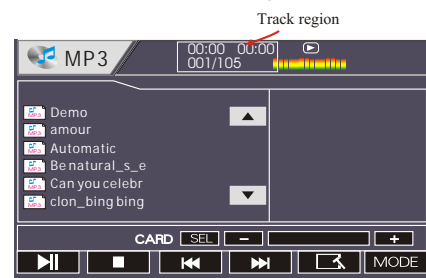 Track region
MP3
00:00 00:00
001/105
Demo
amour
Automatic
Be natural_s_e
Can you celebr
clon_bing bing
CARD SEL − +
MODE